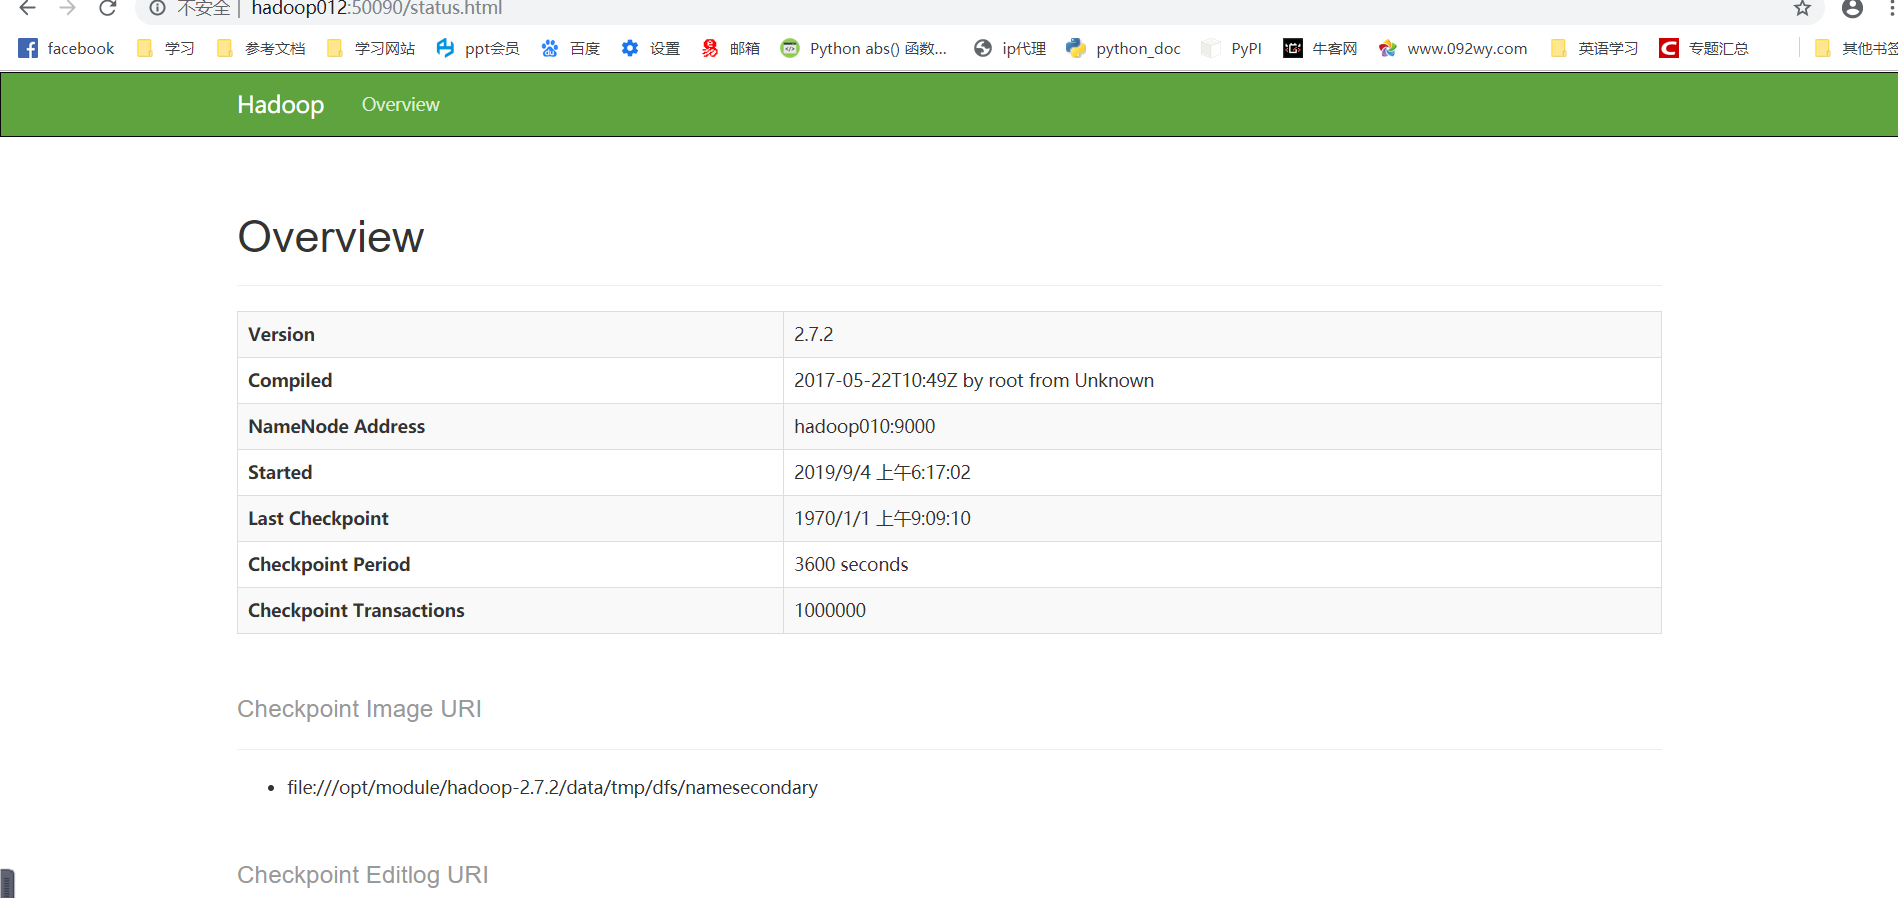 不安全 | hadoop012:50090/status.html
facebook 学习 参考文档 学习网站 ppt会员 百度 设置 邮箱 Python abs() 函数... ip代理 python_doc PyPI 牛客网 www.092wy.com 英语学习 专题汇总 其他书签
Hadoop Overview
Overview
Version 2.7.2
Compiled 2017-05-22T10:49Z by root from Unknown
NameNode Address hadoop010:9000
Started 2019/9/4 上午6:17:02
Last Checkpoint 1970/1/1 上午9:09:10
Checkpoint Period 3600 seconds
Checkpoint Transactions 1000000
Checkpoint Image URI
• file:///opt/module/hadoop-2.7.2/data/tmp/dfs/namesecondary
Checkpoint Editlog URI